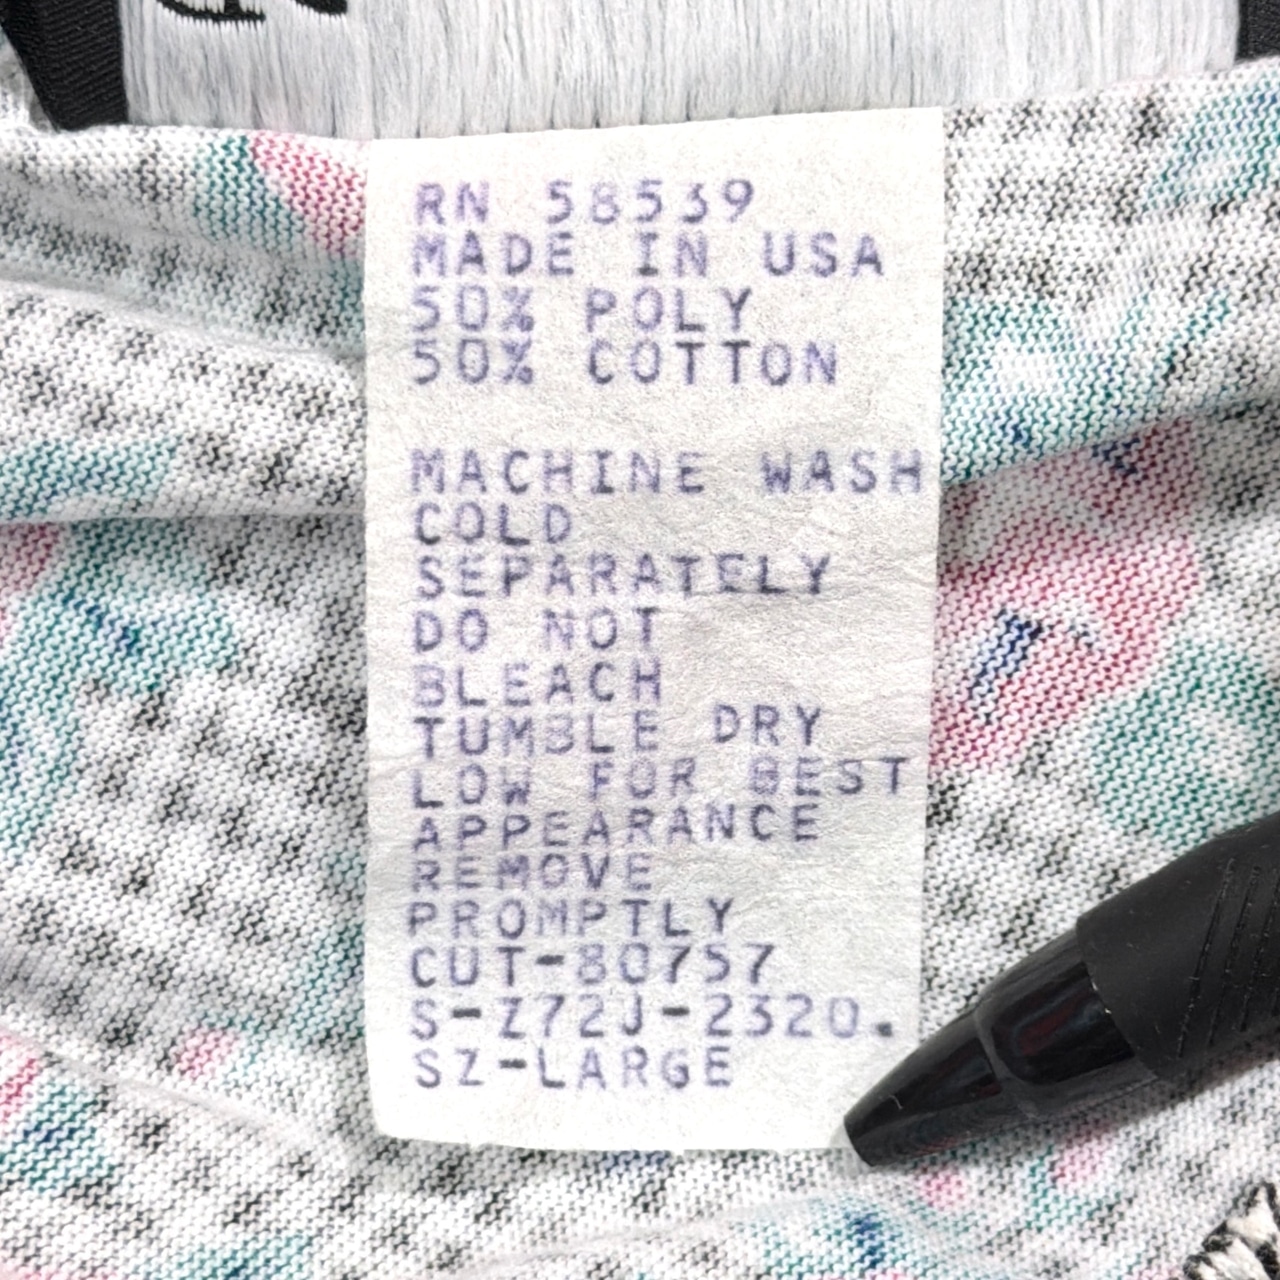 RN 58539
MADE IN USA
50% POLY
50% COTTON
MACHINE WASH
COLD
SEPARATELY
DO NOT
BLEACH
TUMBLE DRY
LOW FOR BEST
APPEARANCE
REMOVE
PROMPTLY
CUT-80757
S-Z72J-2320.
SZ-LARGE